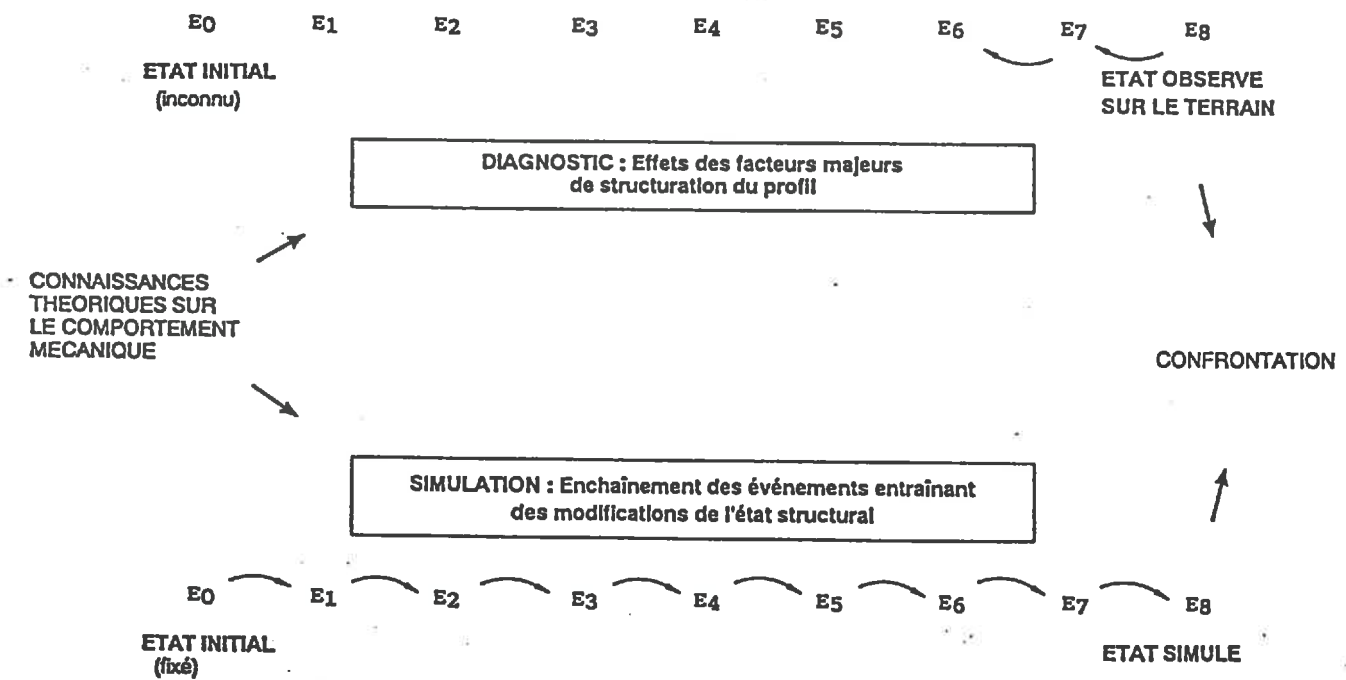 E0 E1 E2 E3 E4 E5 E6 E7 E8
ETAT INITIAL
(inconnu)
ETAT OBSERVE
SUR LE TERRAIN
DIAGNOSTIC : Effets des facteurs majeurs
de structuration du profil
CONNAISSANCES
THEORIQUES SUR
LE COMPORTEMENT
MECANIQUE
CONFRONTATION
SIMULATION : Enchaînement des événements entraînant
des modifications de l'état structural
E0 E1 E2 E3 E4 E5 E6 E7 E8
ETAT INITIAL
(fixé)
ETAT SIMULE